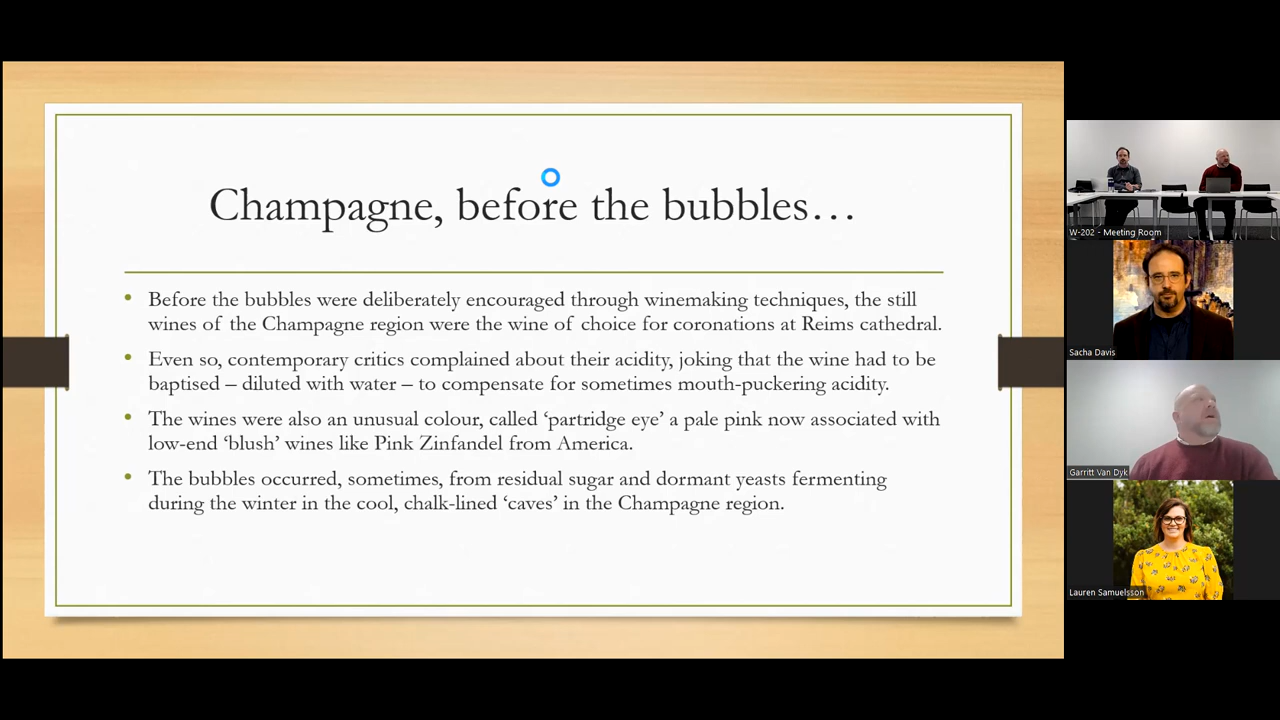 Champagne, before the bubbles…
• Before the bubbles were deliberately encouraged through winemaking techniques, the still
wines of the Champagne region were the wine of choice for coronations at Reims cathedral.
• Even so, contemporary critics complained about their acidity, joking that the wine had to be
baptised – diluted with water – to compensate for sometimes mouth-puckering acidity.
• The wines were also an unusual colour, called ‘partridge eye’ a pale pink now associated with
low-end ‘blush’ wines like Pink Zinfandel from America.
• The bubbles occurred, sometimes, from residual sugar and dormant yeasts fermenting
during the winter in the cool, chalk-lined ‘caves’ in the Champagne region.
W-202 - Meeting Room
Sacha Davis
Garritt Van Dyk
Lauren Samuelsson